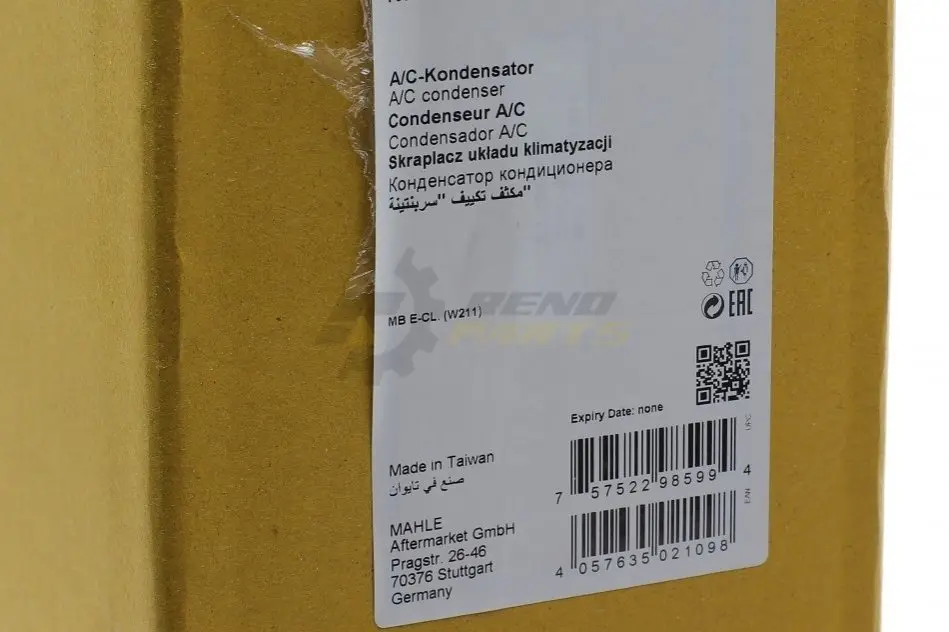 A/C-Kondensator
A/C condenser
Condenseur A/C
Condensador A/C
Skraplacz układu klimatyzacji
Конденсатор кондиционера
مكثف تكييف "سربنتينة"
MB E-CL. (W211)
RENO
PARTS
EAC
Expiry Date: none
UPC
7 57522 98599 4
EAN
4 057635 021098
Made in Taiwan
صنع في تايوان
MAHLE
Aftermarket GmbH
Pragstr. 26-46
70376 Stuttgart
Germany